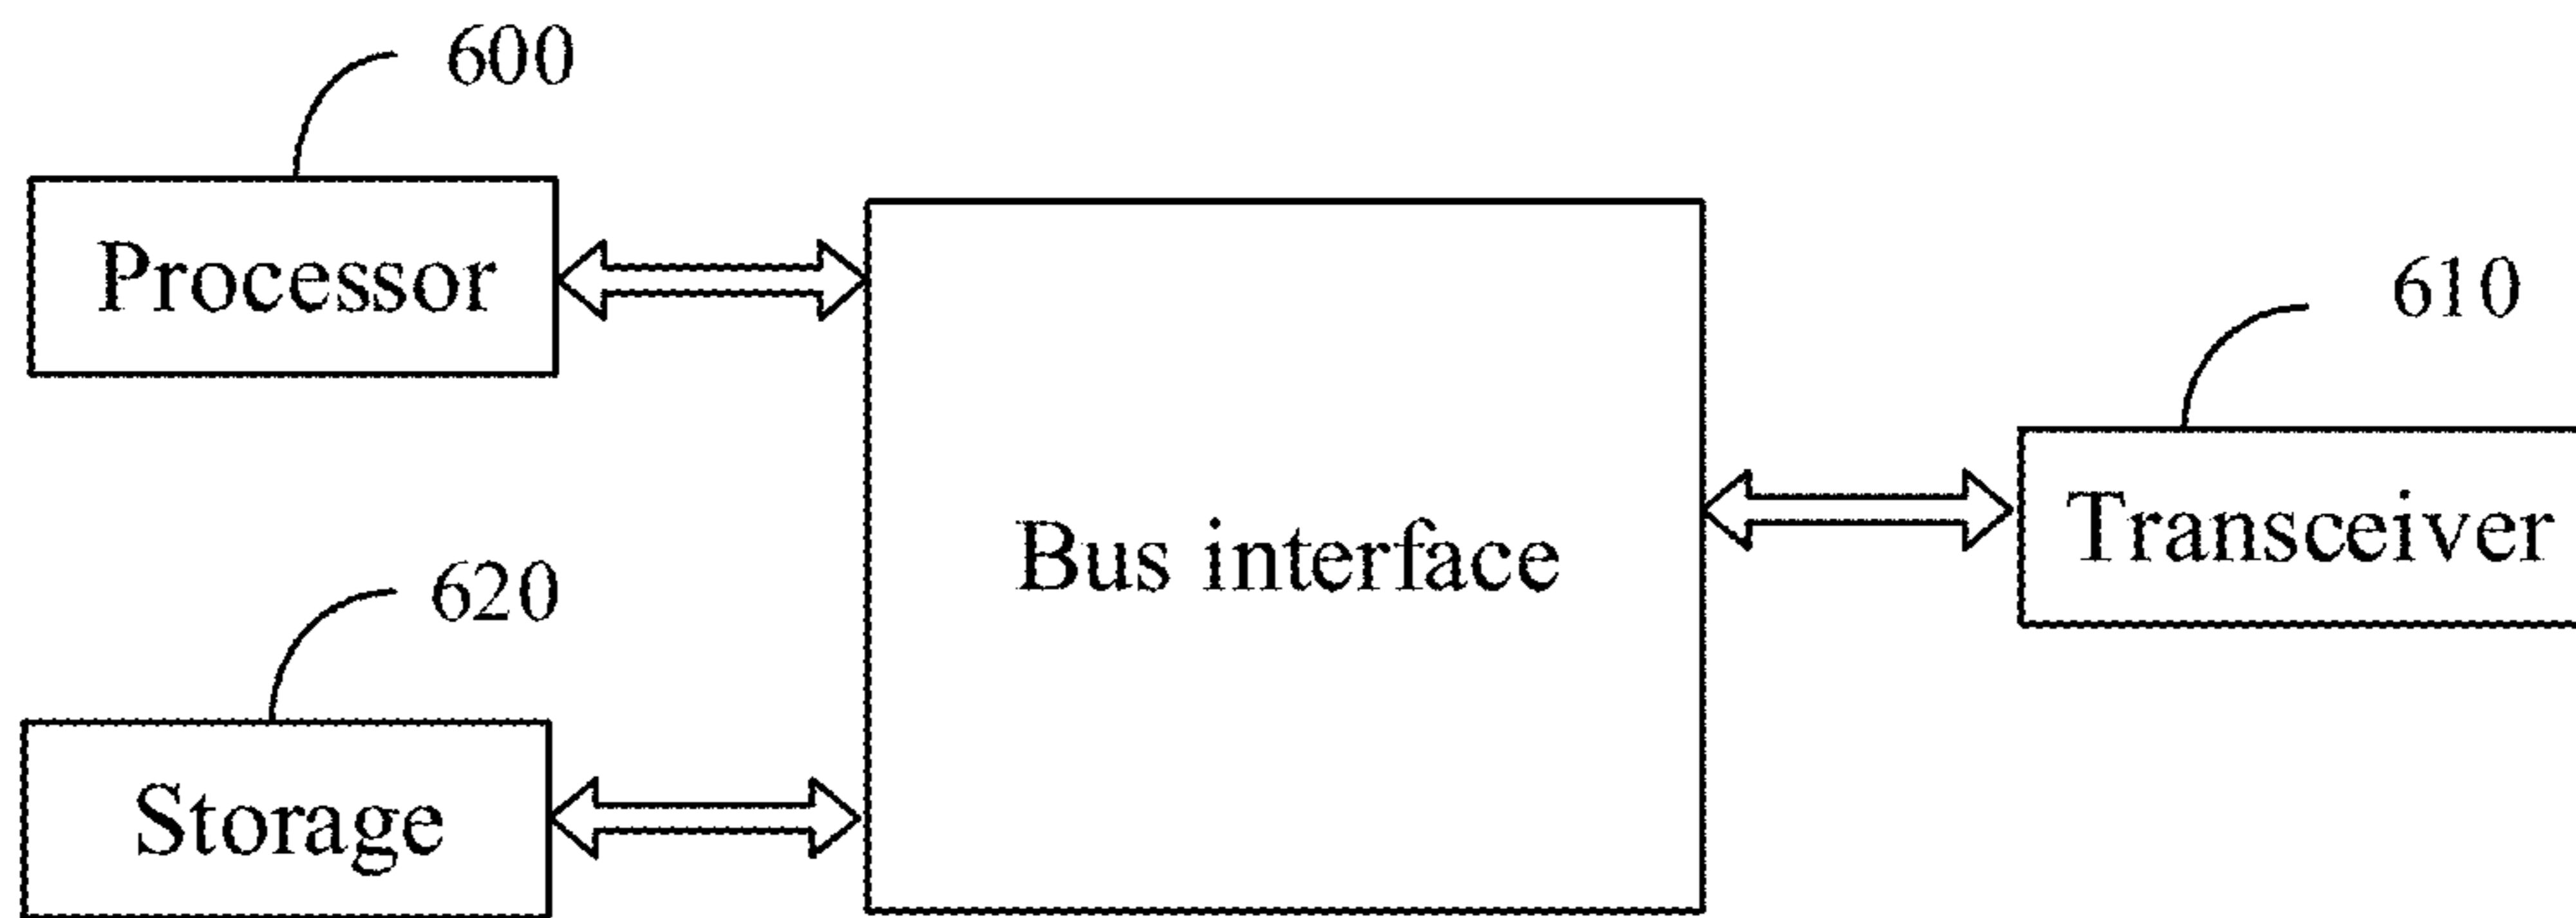 600
Processor
610
Bus interface
Transceiver
620
Storage